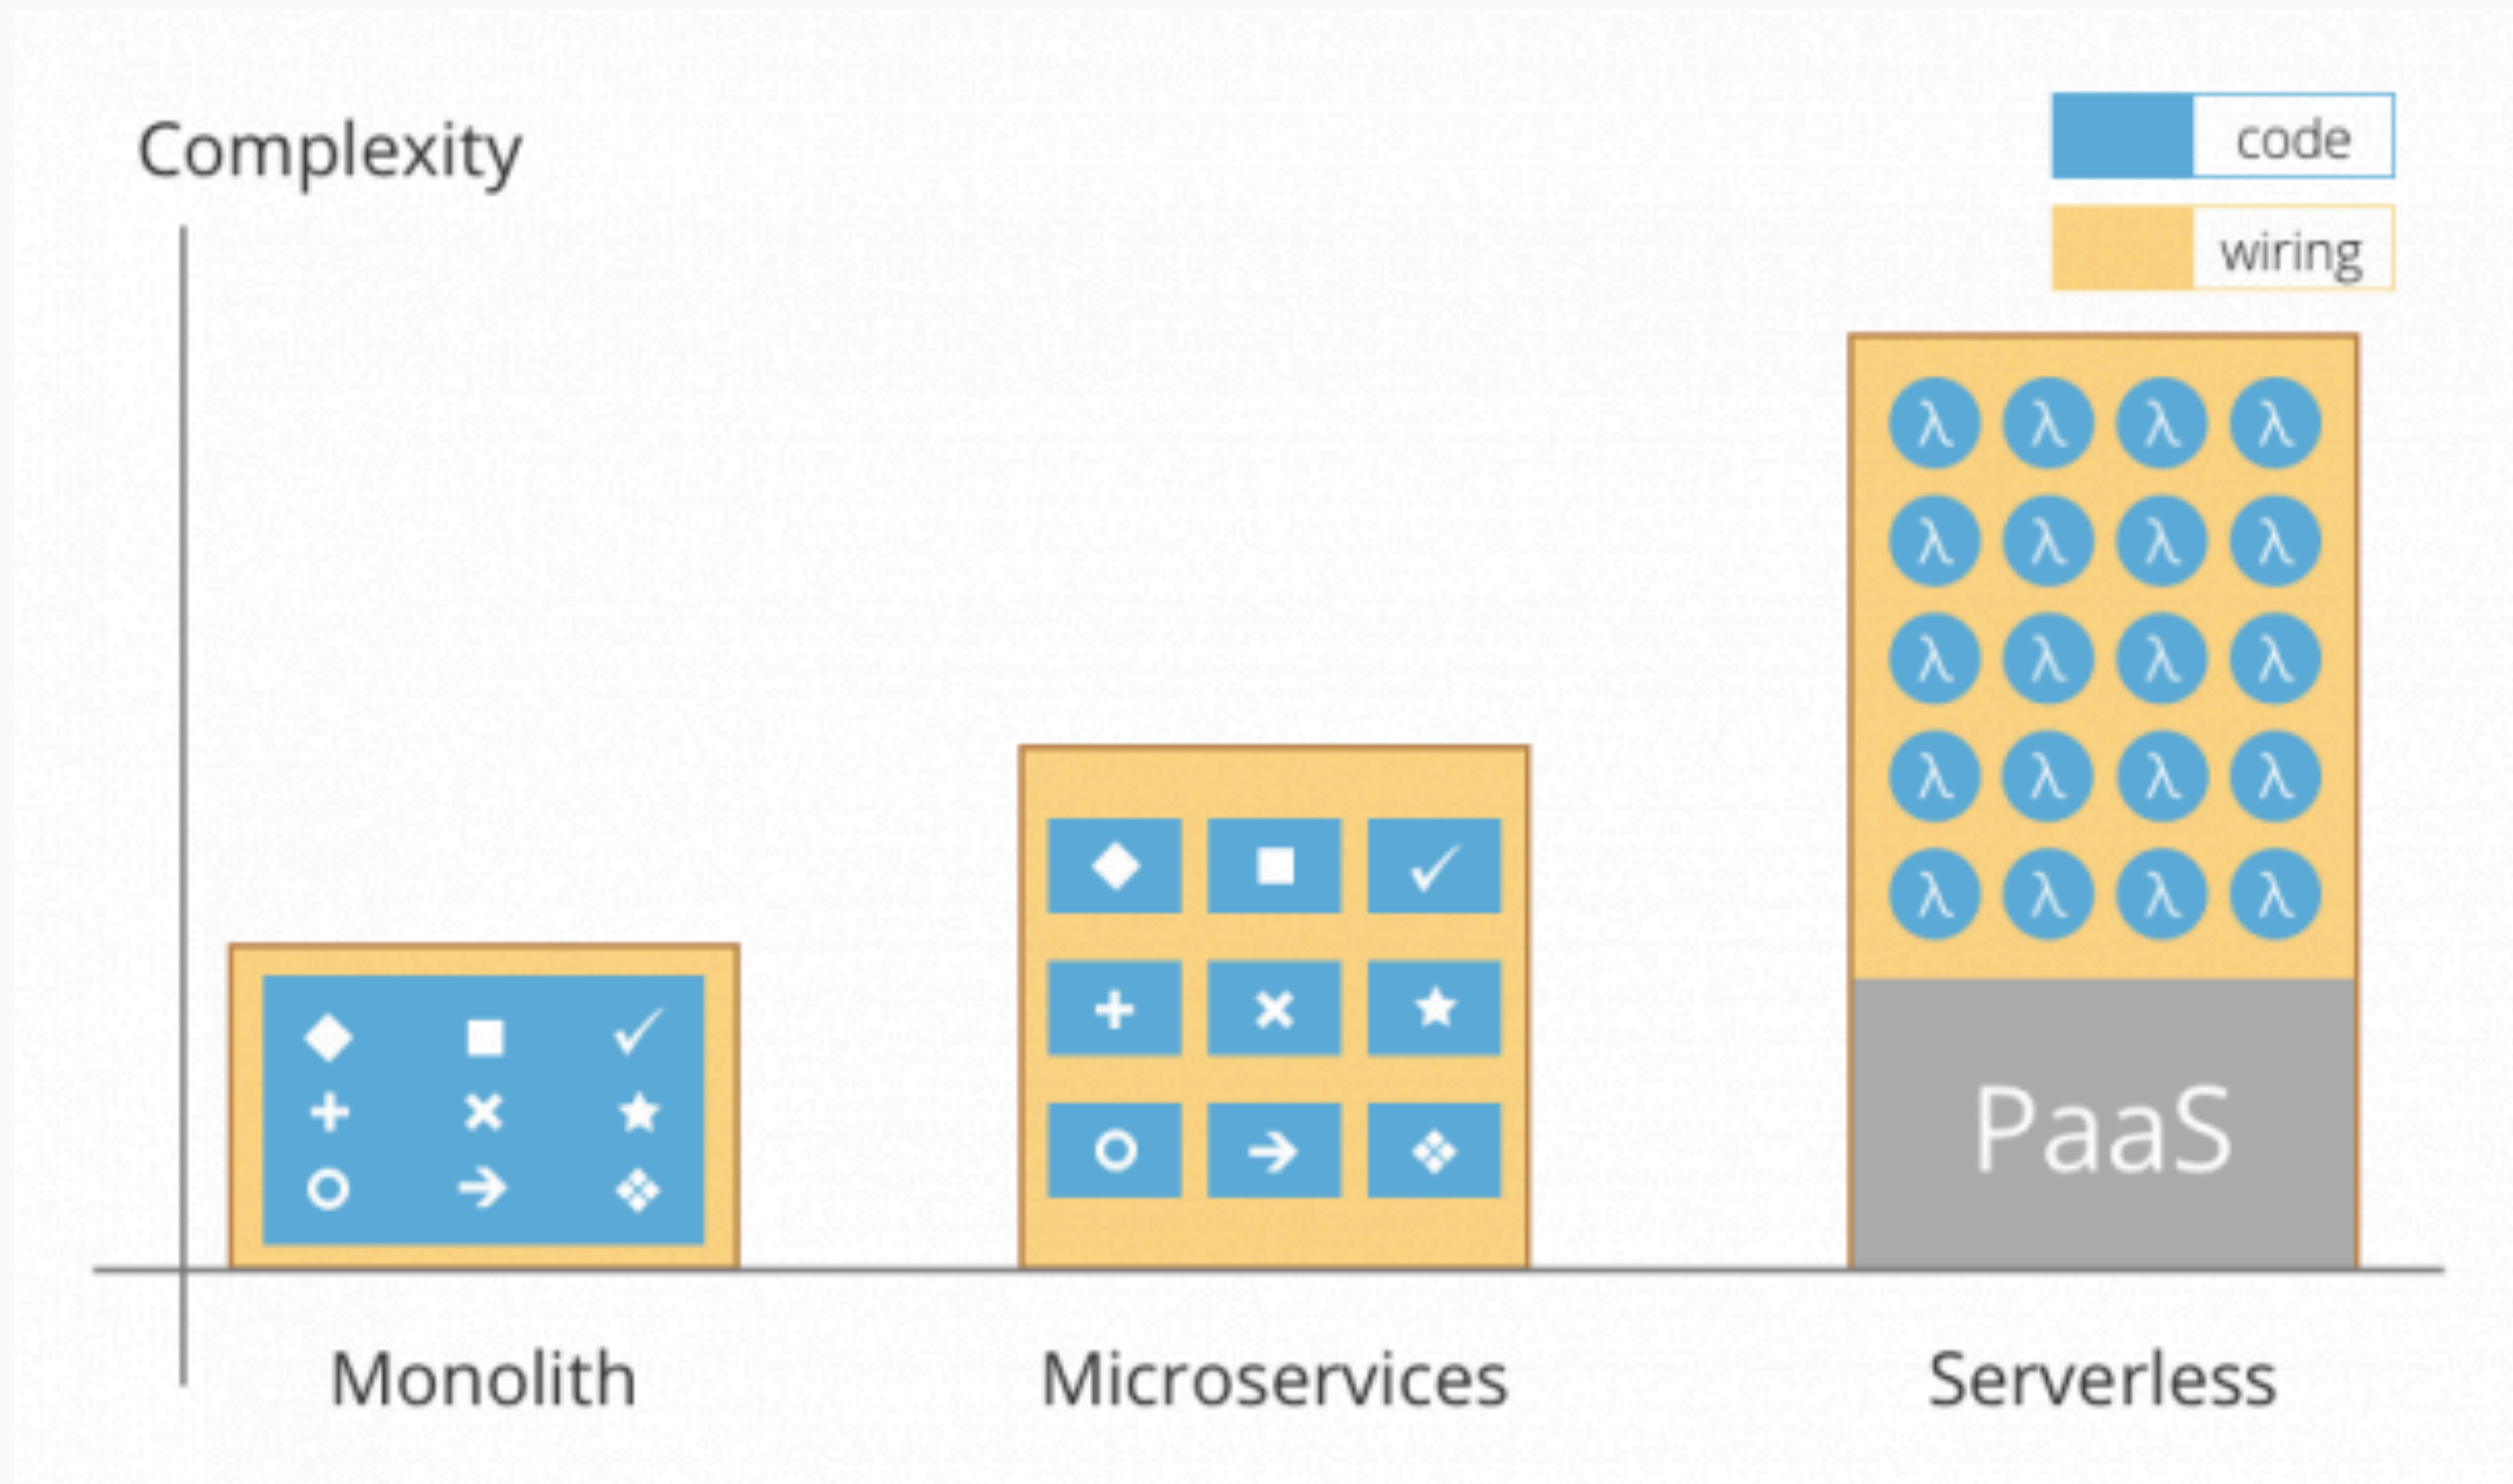 Complexity
code
wiring
λ λ λ λ
λ λ λ λ
λ λ λ λ
λ λ λ λ
λ λ λ λ
PaaS
Monolith
Microservices
Serverless